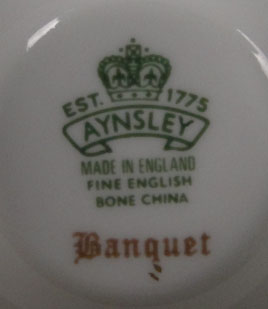 EST. 1775
AYNSLEY
MADE IN ENGLAND
FINE ENGLISH
BONE CHINA
Banquet